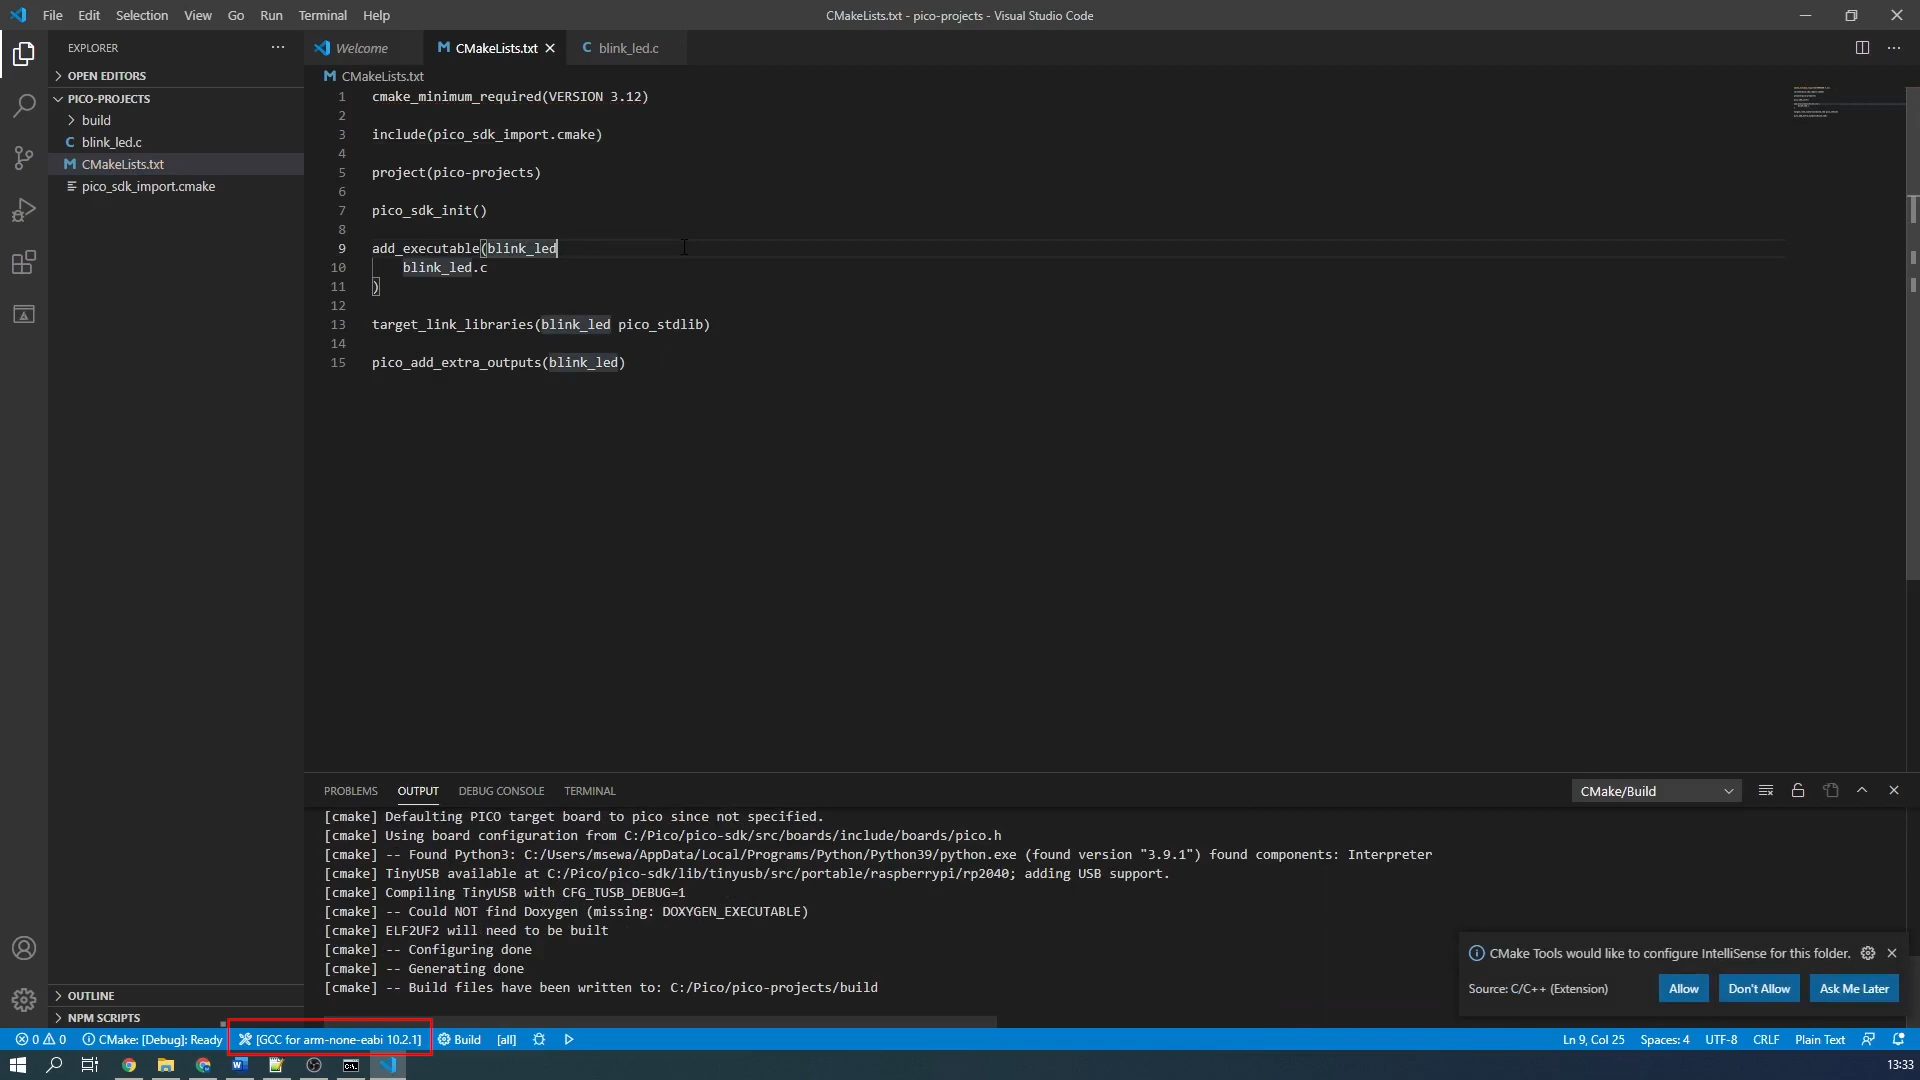 File Edit Selection View Go Run Terminal Help
CMakeLists.txt - pico-projects - Visual Studio Code
EXPLORER
OPEN EDITORS
PICO-PROJECTS
build
C blink_led.c
M CMakeLists.txt
pico_sdk_import.cmake
OUTLINE
NPM SCRIPTS
Welcome
M CMakeLists.txt
C blink_led.c
M CMakeLists.txt
1 cmake_minimum_required(VERSION 3.12)
2
3 include(pico_sdk_import.cmake)
4
5 project(pico-projects)
6
7 pico_sdk_init()
8
9 add_executable(blink_led
10 blink_led.c
11 )
12
13 target_link_libraries(blink_led pico_stdlib)
14
15 pico_add_extra_outputs(blink_led)
PROBLEMS OUTPUT DEBUG CONSOLE TERMINAL
CMake/Build
[cmake] Defaulting PICO target board to pico since not specified.
[cmake] Using board configuration from C:/Pico/pico-sdk/src/boards/include/boards/pico.h
[cmake] -- Found Python3: C:/Users/msewa/AppData/Local/Programs/Python/Python39/python.exe (found version "3.9.1") found components: Interpreter
[cmake] TinyUSB available at C:/Pico/pico-sdk/lib/tinyusb/src/portable/raspberrypi/rp2040; adding USB support.
[cmake] Compiling TinyUSB with CFG_TUSB_DEBUG=1
[cmake] -- Could NOT find Doxygen (missing: DOXYGEN_EXECUTABLE)
[cmake] ELF2UF2 will need to be built
[cmake] -- Configuring done
[cmake] -- Generating done
[cmake] -- Build files have been written to: C:/Pico/pico-projects/build
CMake Tools would like to configure IntelliSense for this folder.
Source: C/C++ (Extension)
Allow
Don't Allow
Ask Me Later
0 0 CMake: [Debug]: Ready [GCC for arm-none-eabi 10.2.1] Build [all]
Ln 9, Col 25 Spaces: 4 UTF-8 CRLF Plain Text
13:33